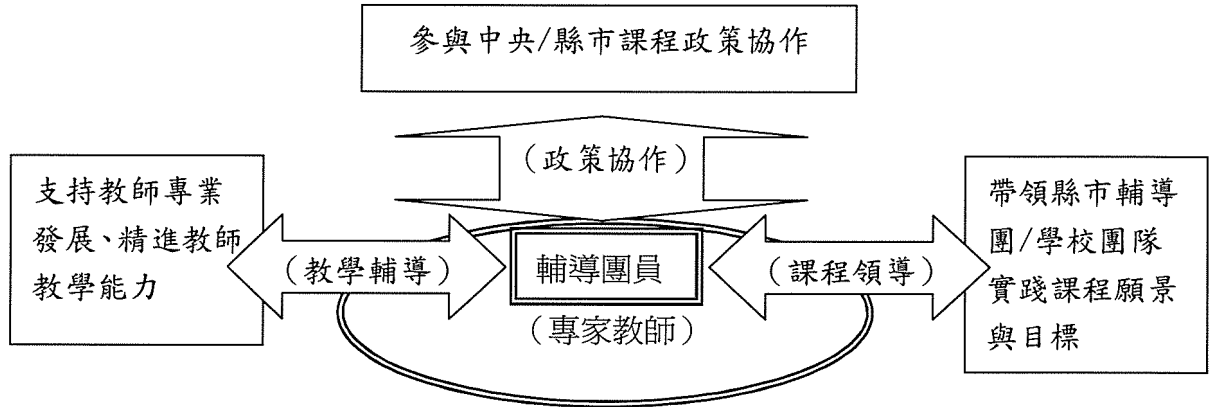 參與中央/縣市課程政策協作
（政策協作）
支持教師專業
發展、精進教師
教學能力
（教學輔導）
輔導團員
（專家教師）
（課程領導）
帶領縣市輔導
團/學校團隊
實踐課程願景
與目標